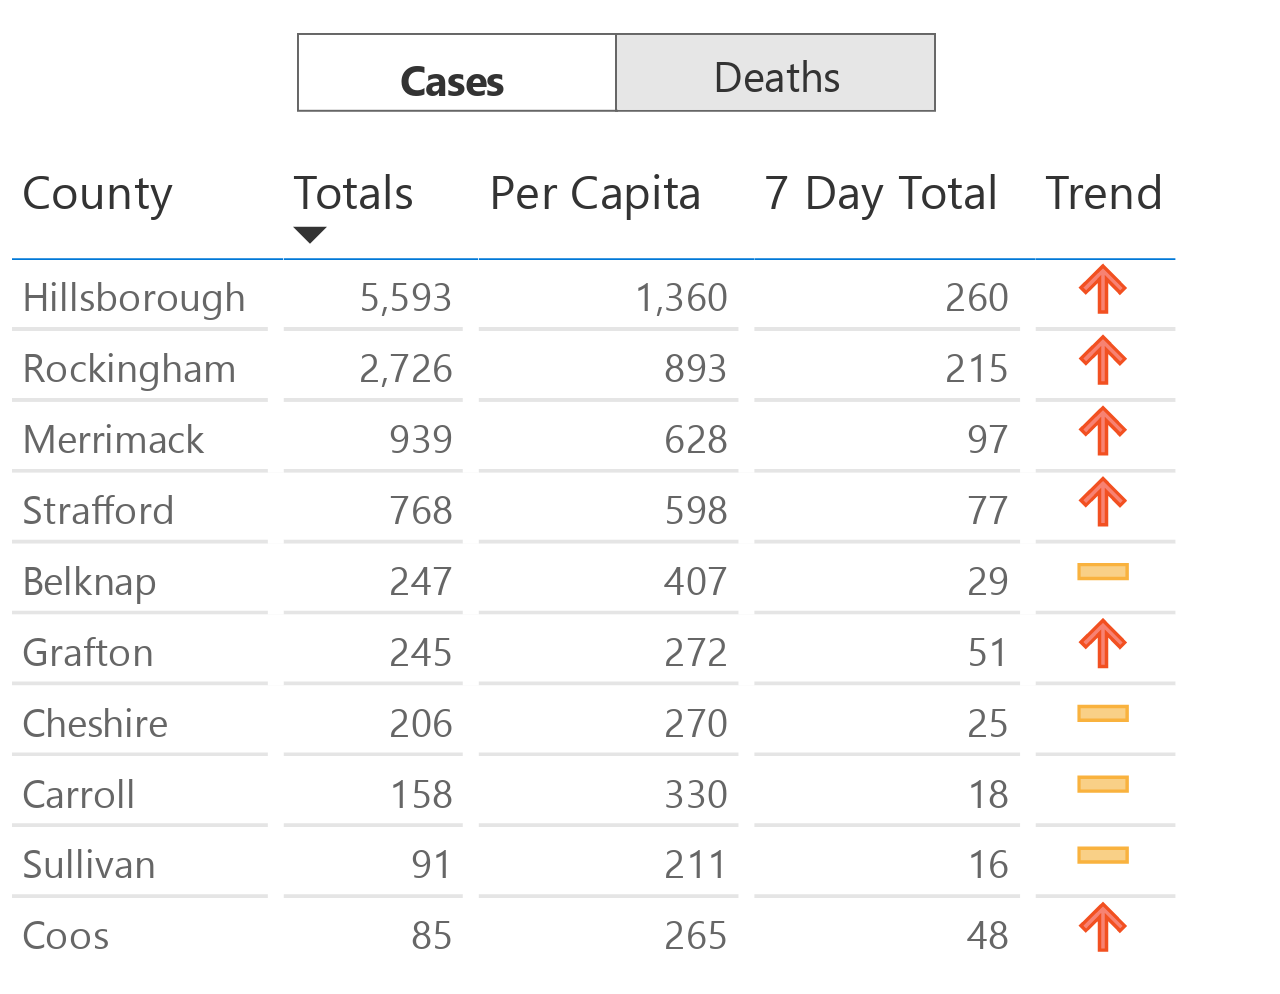 Cases Deaths
County Totals Per Capita 7 Day Total Trend
Hillsborough 5,593 1,360 260
Rockingham 2,726 893 215
Merrimack 939 628 97
Strafford 768 598 77
Belknap 247 407 29
Grafton 245 272 51
Cheshire 206 270 25
Carroll 158 330 18
Sullivan 91 211 16
Coos 85 265 48